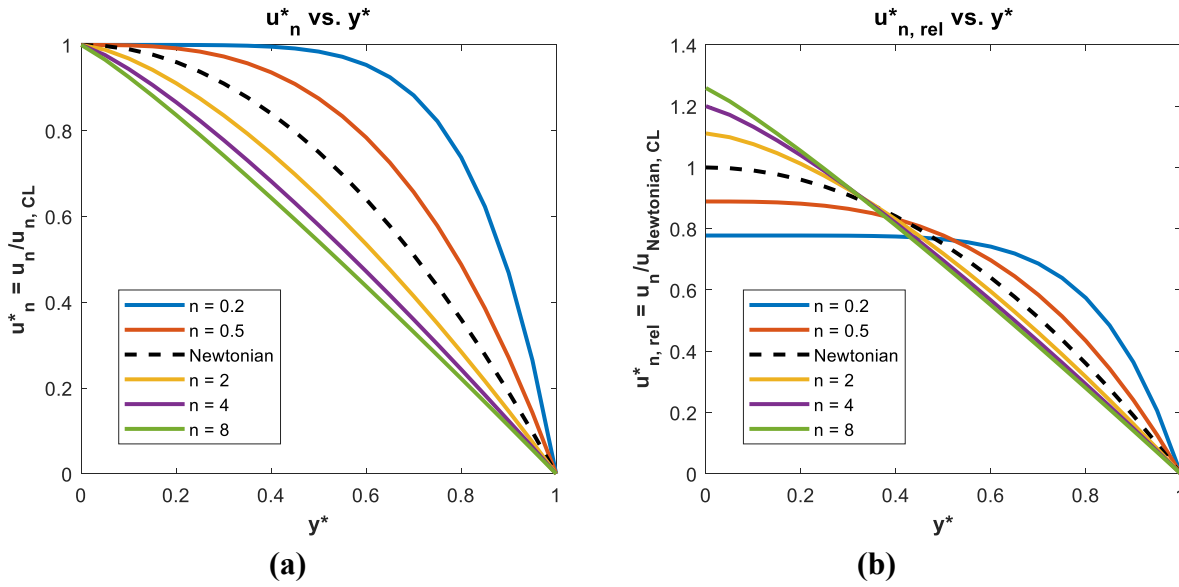 u*n vs. y*
u*n = un/un, CL
1
0.8
0.6
0.4
0.2
0
n = 0.2
n = 0.5
Newtonian
n = 2
n = 4
n = 8
0 0.2 0.4 0.6 0.8 1
y*
(a)
u*n, rel vs. y*
u*n, rel = un/uNewtonian, CL
1.4
1.2
1
0.8
0.6
0.4
0.2
0
n = 0.2
n = 0.5
Newtonian
n = 2
n = 4
n = 8
0 0.2 0.4 0.6 0.8 1
y*
(b)